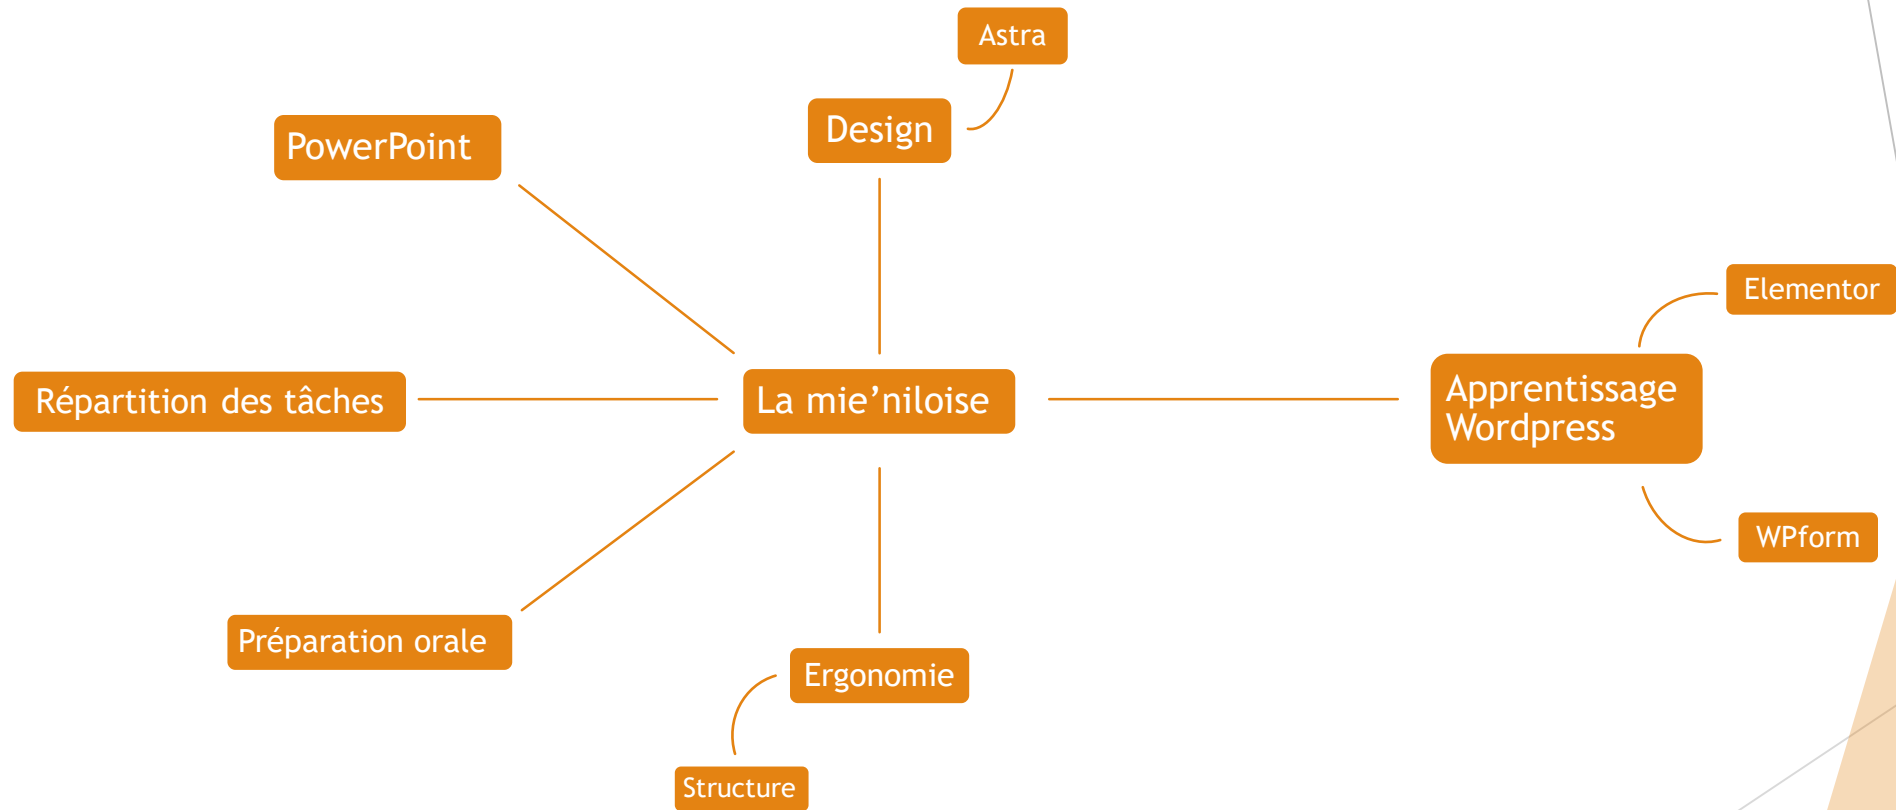 Astra
Design
PowerPoint
Elementor
Apprentissage
Wordpress
La mie’niloise
Répartition des tâches
WPform
Préparation orale
Ergonomie
Structure